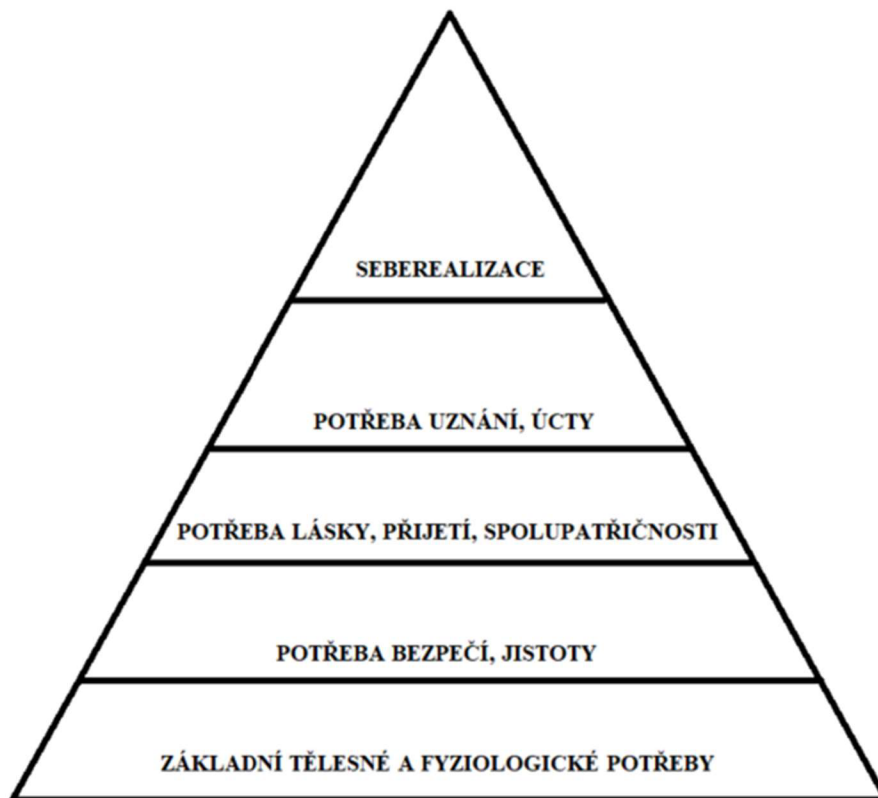 SEBEREALIZACE
POTŘEBA UZNÁNÍ, ÚCTY
POTŘEBA LÁSKY, PŘIJETÍ, SPOLUPATŘIČNOSTI
POTŘEBA BEZPEČÍ, JISTOTY
ZÁKLADNÍ TĚLESNÉ A FYZIOLOGICKÉ POTŘEBY